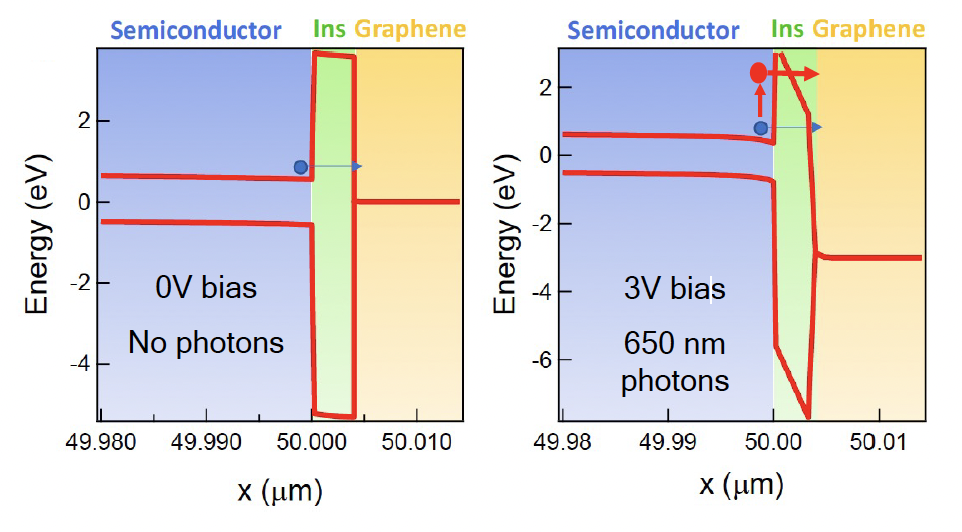 Semiconductor Ins Graphene
Energy (eV)
2
0
-2
-4
0V bias
No photons
49.980 49.990 50.000 50.010
x (μm)
Semiconductor Ins Graphene
Energy (eV)
2
0
-2
-4
-6
3V bias
650 nm
photons
49.98 49.99 50.00 50.01
x (μm)